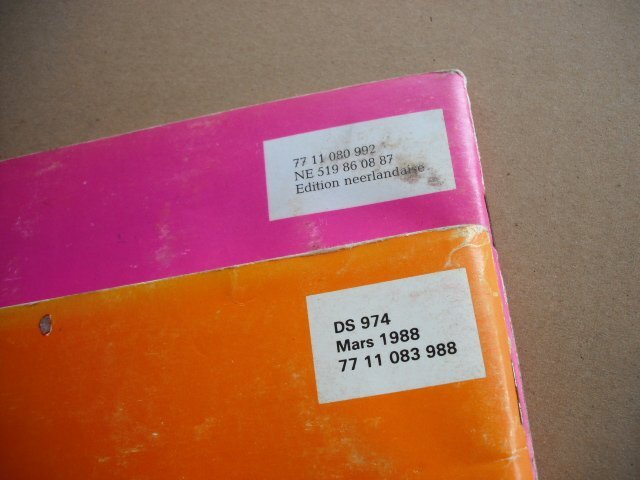 77 11 080 992
NE 519 86 08 87
Edition neerlandaise
DS 974
Mars 1988
77 11 083 988